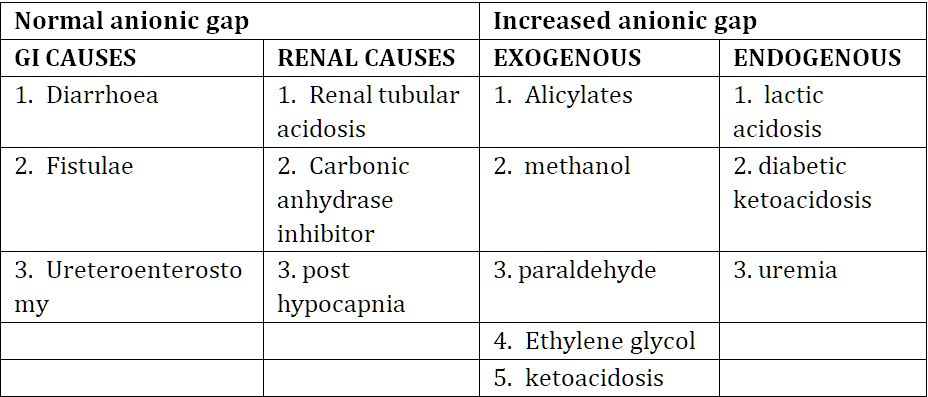 Normal anionic gap Increased anionic gap
GI CAUSES RENAL CAUSES EXOGENOUS ENDOGENOUS
1. Diarrhoea 1. Renal tubular 1. Alicylates 1. lactic
acidosis acidosis
2. Fistulae 2. Carbonic 2. methanol 2. diabetic
anhydrase ketoacidosis
inhibitor
3. Ureteroenterosto 3. post 3. paraldehyde 3. uremia
my hypocapnia
4. Ethylene glycol
5. ketoacidosis